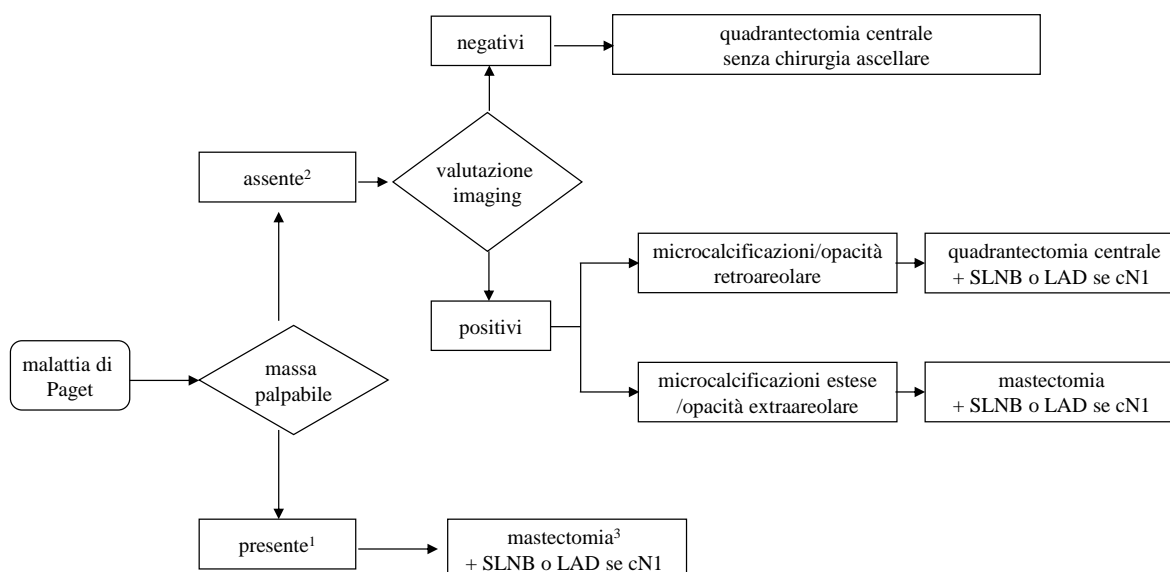 negativi
quadrantectomia centrale
senza chirurgia ascellare
assente²
valutazione
imaging
microcalcificazioni/opacità
retroareolare
quadrantectomia centrale
+ SLNB o LAD se cN1
positivi
malattia di
Paget
massa
palpabile
microcalcificazioni estese
/opacità extraareolare
mastectomia
+ SLNB o LAD se cN1
presente¹
mastectomia³
+ SLNB o LAD se cN1